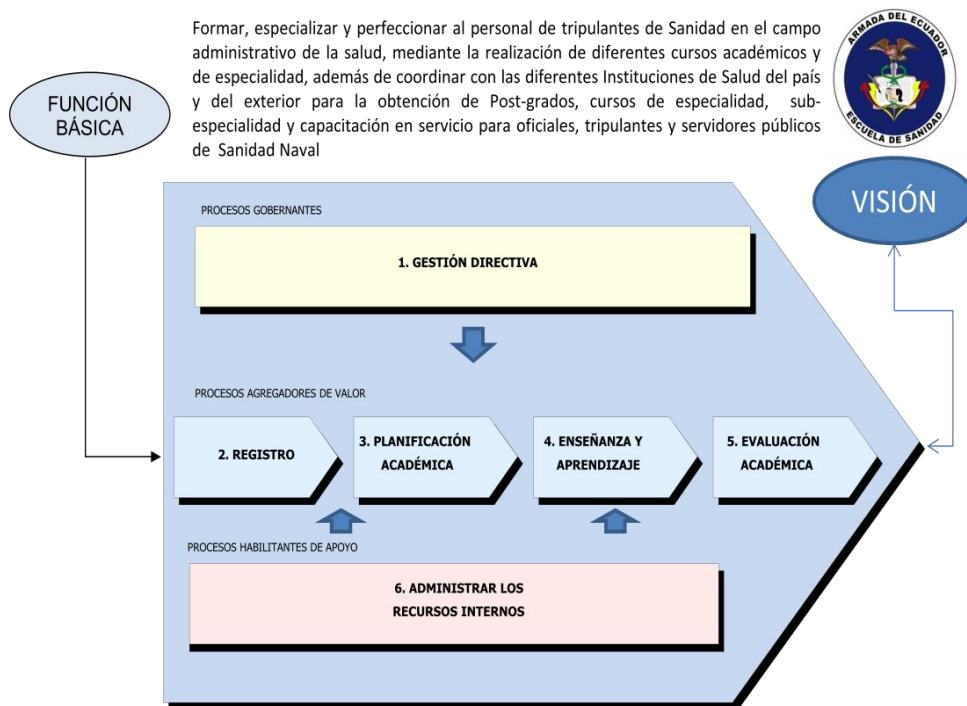 Formar, especializar y perfeccionar al personal de tripulantes de Sanidad en el campo
administrativo de la salud, mediante la realización de diferentes cursos académicos y
de especialidad, además de coordinar con las diferentes Instituciones de Salud del país
y del exterior para la obtención de Post-grados, cursos de especialidad, sub-
especialidad y capacitación en servicio para oficiales, tripulantes y servidores públicos
de Sanidad Naval
ARMADA DEL ECUADOR
ESCUELA DE SANIDAD
FUNCIÓN
BÁSICA
VISIÓN
PROCESOS GOBERNANTES
1. GESTIÓN DIRECTIVA
PROCESOS AGREGADORES DE VALOR
2. REGISTRO
3. PLANIFICACIÓN
ACADÉMICA
4. ENSEÑANZA Y
APRENDIZAJE
5. EVALUACIÓN
ACADÉMICA
PROCESOS HABILITANTES DE APOYO
6. ADMINISTRAR LOS
RECURSOS INTERNOS